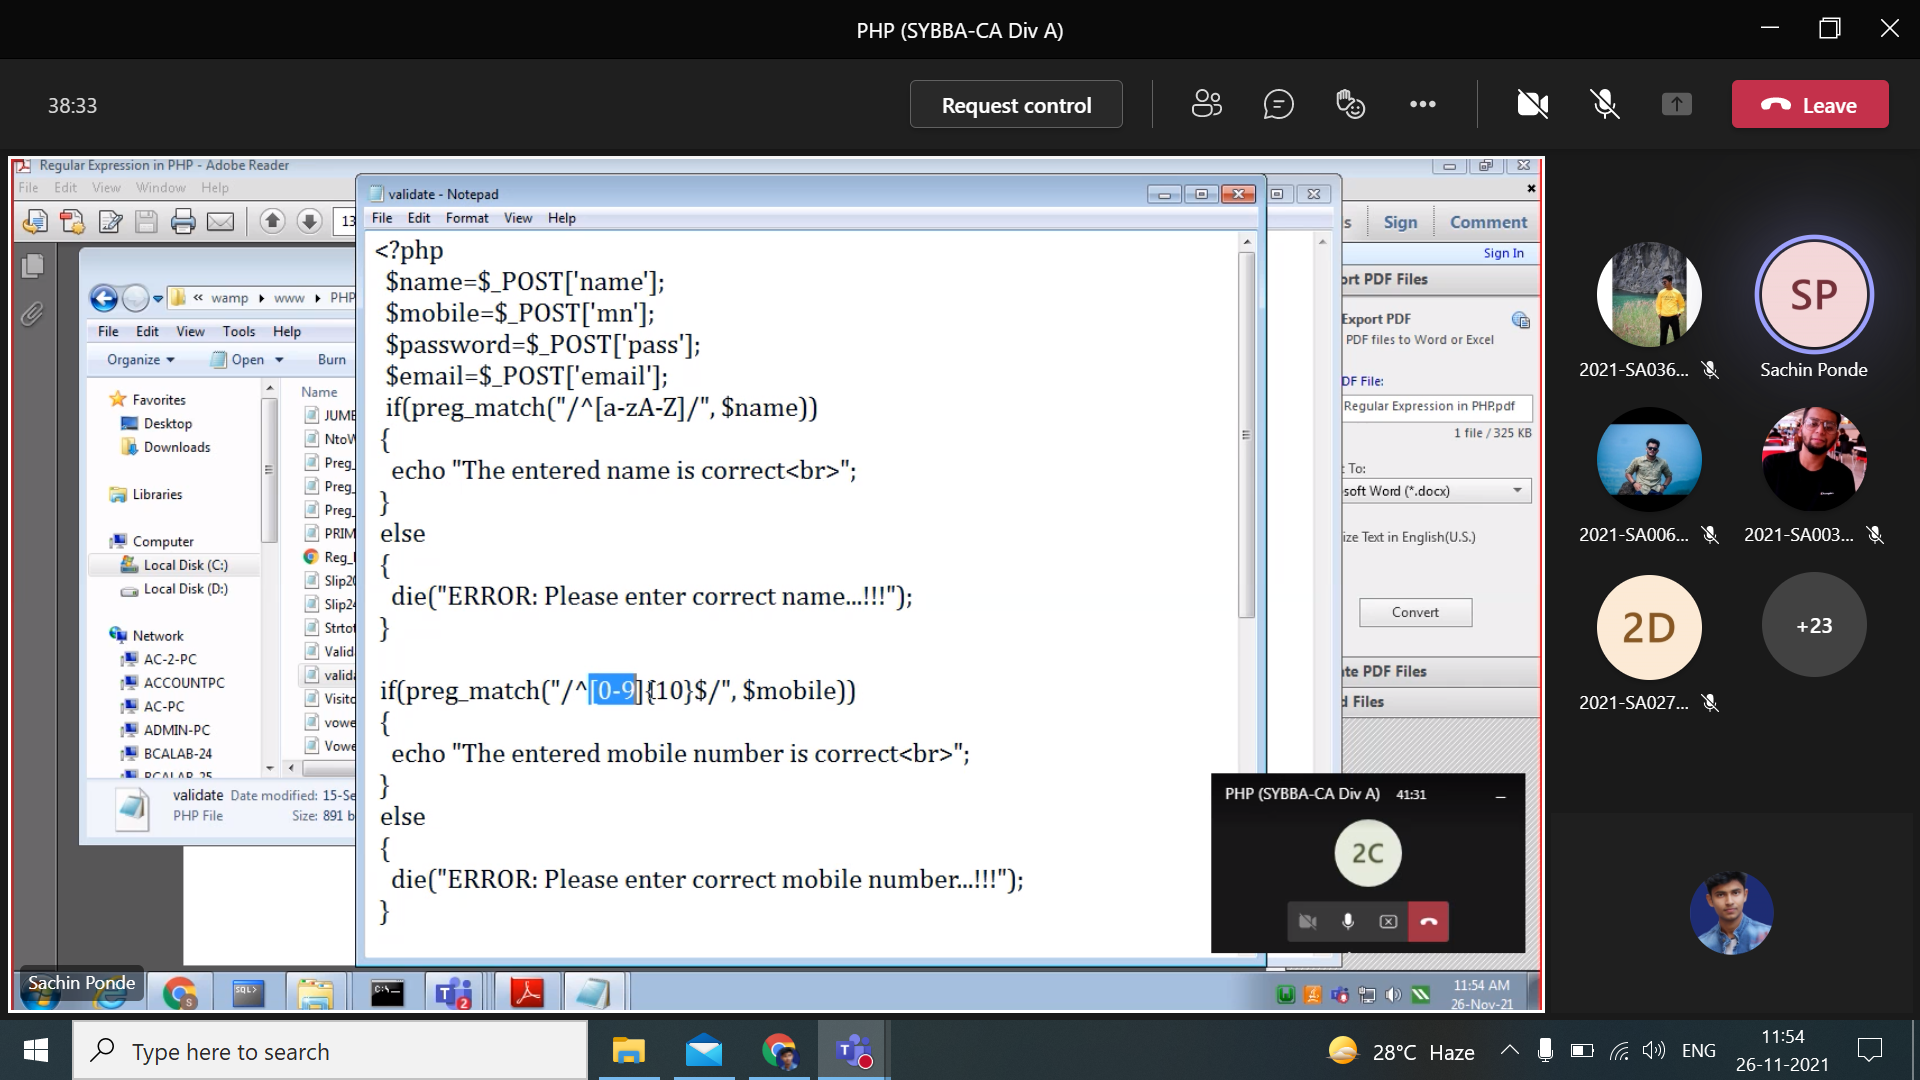 PHP (SYBBA-CA Div A)
38:33
Request control
Leave
Regular Expression in PHP - Adobe Reader
File Edit View Window Help
validate - Notepad
File Edit Format View Help
Sign Comment
Sign In
« wamp www PHP
File Edit View Tools Help
Organize Open Burn
Favorites
Desktop
Downloads
Libraries
Computer
Local Disk (C:)
Local Disk (D:)
Network
AC-2-PC
ACCOUNTPC
AC-PC
ADMIN-PC
BCALAB-24
BCALAB-25
Name
JUME
NtoW
Preg_
Preg_
Preg_
PRIM
Reg_
Slip20
Slip24
Strtot
Valid
valida
Visito
vowe
Vowe
validate Date modified: 15-Se
PHP File Size: 891 b
<?php
$name=$_POST['name'];
$mobile=$_POST['mn'];
$password=$_POST['pass'];
$email=$_POST['email'];
if(preg_match("/^[a-zA-Z]/", $name))
{
echo "The entered name is correct<br>";
}
else
{
die("ERROR: Please enter correct name...!!!");
}
if(preg_match("/^[0-9]{10}$/", $mobile))
{
echo "The entered mobile number is correct<br>";
}
else
{
die("ERROR: Please enter correct mobile number...!!!");
}
ort PDF Files
Export PDF
PDF files to Word or Excel
DF File:
Regular Expression in PHP.pdf
1 file / 325 KB
To:
soft Word (*.docx)
ize Text in English(U.S.)
Convert
te PDF Files
d Files
PHP (SYBBA-CA Div A) 41:31
2C
Sachin Ponde
SQL>
C:\
2
11:54 AM
26-Nov-21
SP
2021-SA036...
Sachin Ponde
2021-SA006...
2021-SA003...
2D
+23
2021-SA027...
Type here to search
28°C Haze
ENG
11:54
26-11-2021